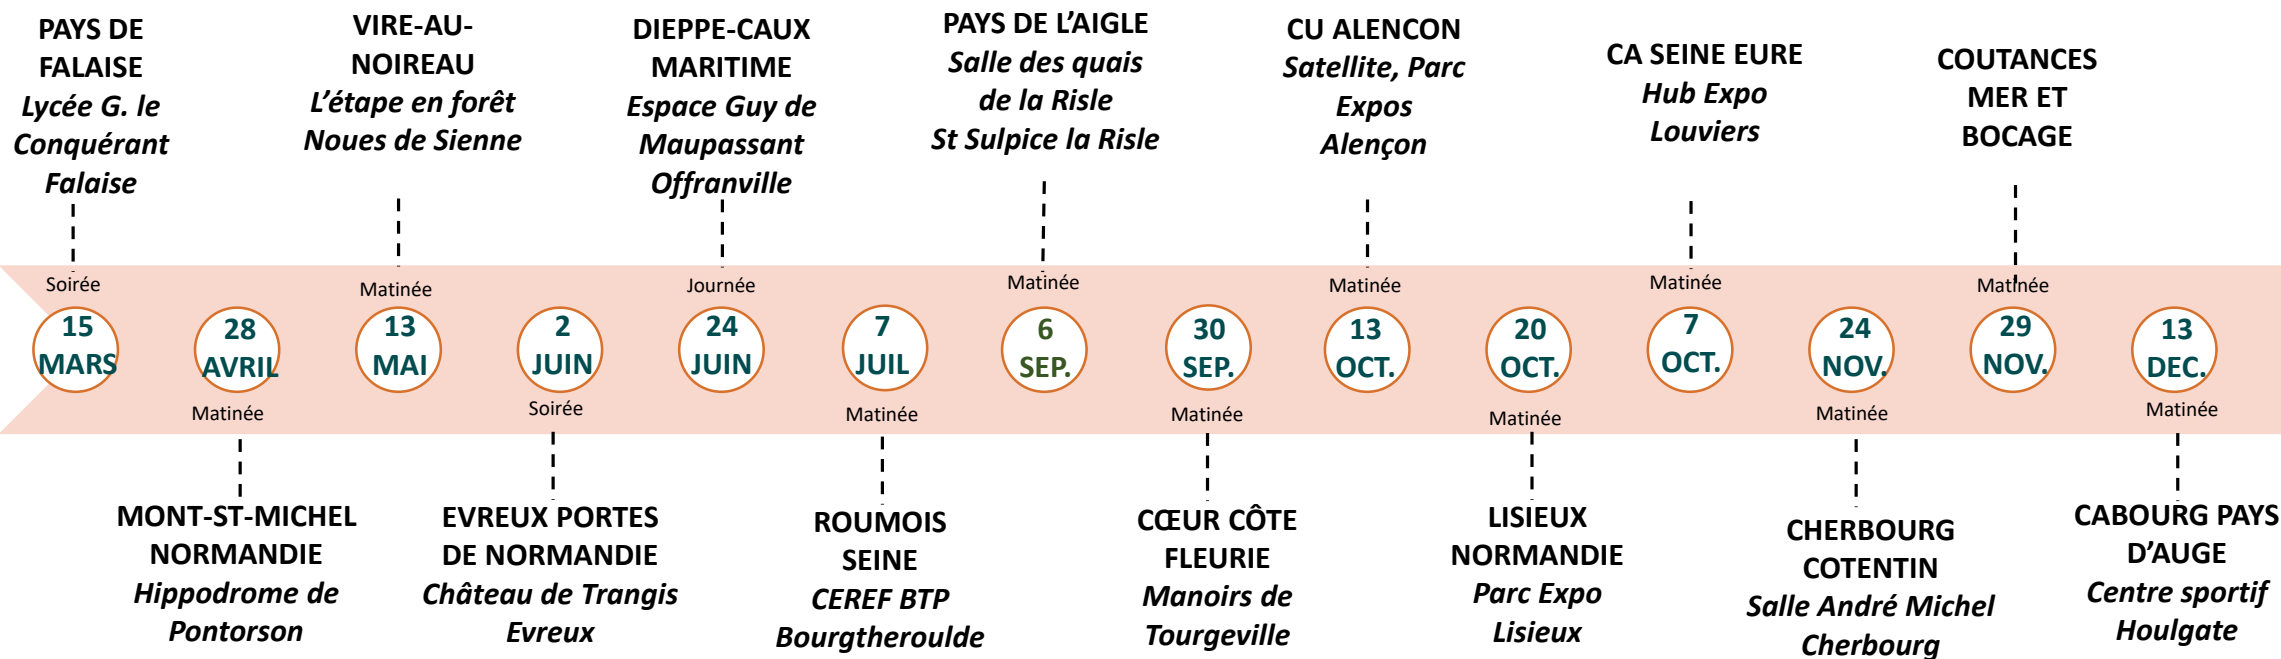 PAYS DE
FALAISE
Lycée G. le
Conquérant
Falaise
VIRE-AU-
NOIREAU
L’étape en forêt
Noues de Sienne
DIEPPE-CAUX
MARITIME
Espace Guy de
Maupassant
Offranville
PAYS DE L’AIGLE
Salle des quais
de la Risle
St Sulpice la Risle
CU ALENCON
Satellite, Parc
Expos
Alençon
CA SEINE EURE
Hub Expo
Louviers
COUTANCES
MER ET
BOCAGE
Soirée
15
MARS
28
AVRIL
Matinée
Matinée
13
MAI
2
JUIN
Soirée
Journée
24
JUIN
7
JUIL
Matinée
Matinée
6
SEP.
30
SEP.
Matinée
Matinée
13
OCT.
20
OCT.
Matinée
Matinée
7
OCT.
24
NOV.
Matinée
Matinée
29
NOV.
13
DEC.
Matinée
MONT-ST-MICHEL
NORMANDIE
Hippodrome de
Pontorson
EVREUX PORTES
DE NORMANDIE
Château de Trangis
Evreux
ROUMOIS
SEINE
CEREF BTP
Bourgtheroulde
CŒUR CÔTE
FLEURIE
Manoirs de
Tourgeville
LISIEUX
NORMANDIE
Parc Expo
Lisieux
CHERBOURG
COTENTIN
Salle André Michel
Cherbourg
CABOURG PAYS
D’AUGE
Centre sportif
Houlgate